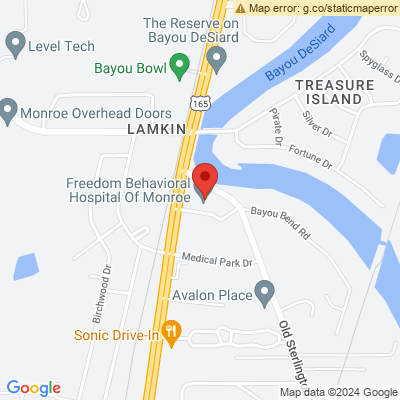 Map error: g.co/staticmaperror
The Reserve on
Bayou DeSiard
Level Tech
Bayou Bowl
Bayou DeSiard
Spyglass D
TREASURE
ISLAND
165
Monroe Overhead Doors
LAMKIN
Pirate Dr
Silver Dr
Fortune Dr
Freedom Behavioral
Hospital Of Monroe
Bayou Bend Rd
Medical Park Dr
Birchwood Dr
Avalon Place
Sonic Drive-In
Old Sterlington
Google
Map data ©2024 Google